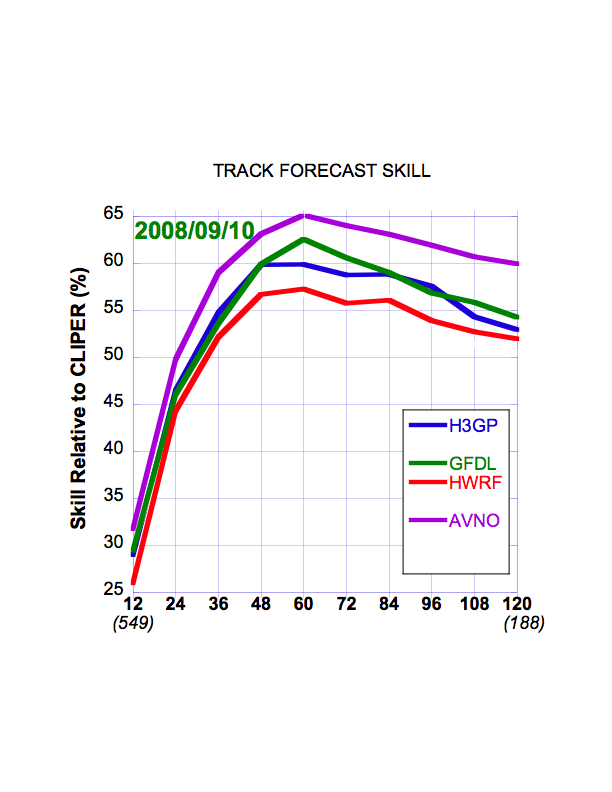 TRACK FORECAST SKILL
65
2008/09/10
60
55
50
45
40
35
30
25
Skill Relative to CLIPER (%)
H3GP
GFDL
HWRF
AVNO
12 24 36 48 60 72 84 96 108 120
(549) (188)